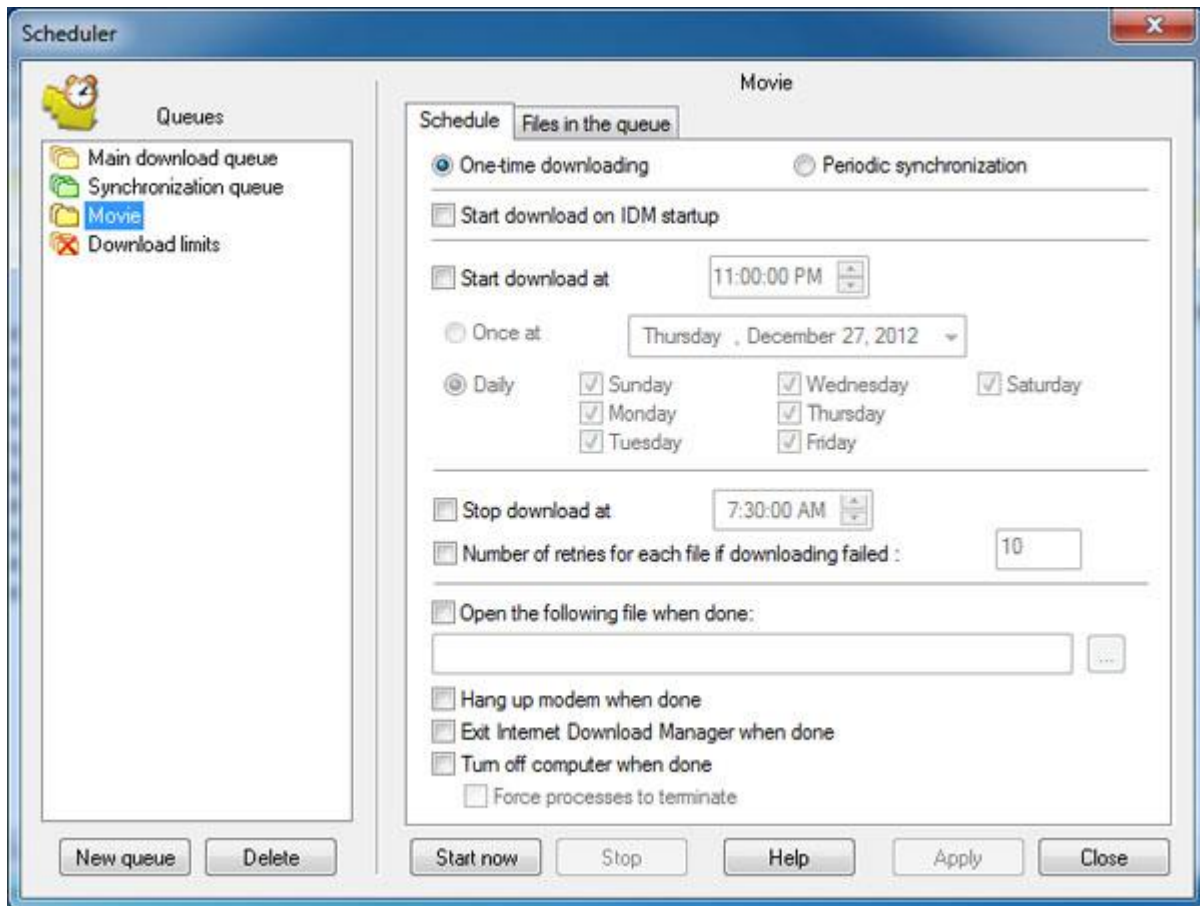 Scheduler
Queues
Main download queue
Synchronization queue
Movie
Download limits
New queue
Delete
Movie
Schedule
Files in the queue
One-time downloading
Periodic synchronization
Start download on IDM startup
Start download at
11:00:00 PM
Once at
Thursday , December 27, 2012
Daily
Sunday
Wednesday
Saturday
Monday
Thursday
Tuesday
Friday
Stop download at
7:30:00 AM
Number of retries for each file if downloading failed :
10
Open the following file when done:
...
Hang up modem when done
Exit Internet Download Manager when done
Turn off computer when done
Force processes to terminate
Start now
Stop
Help
Apply
Close